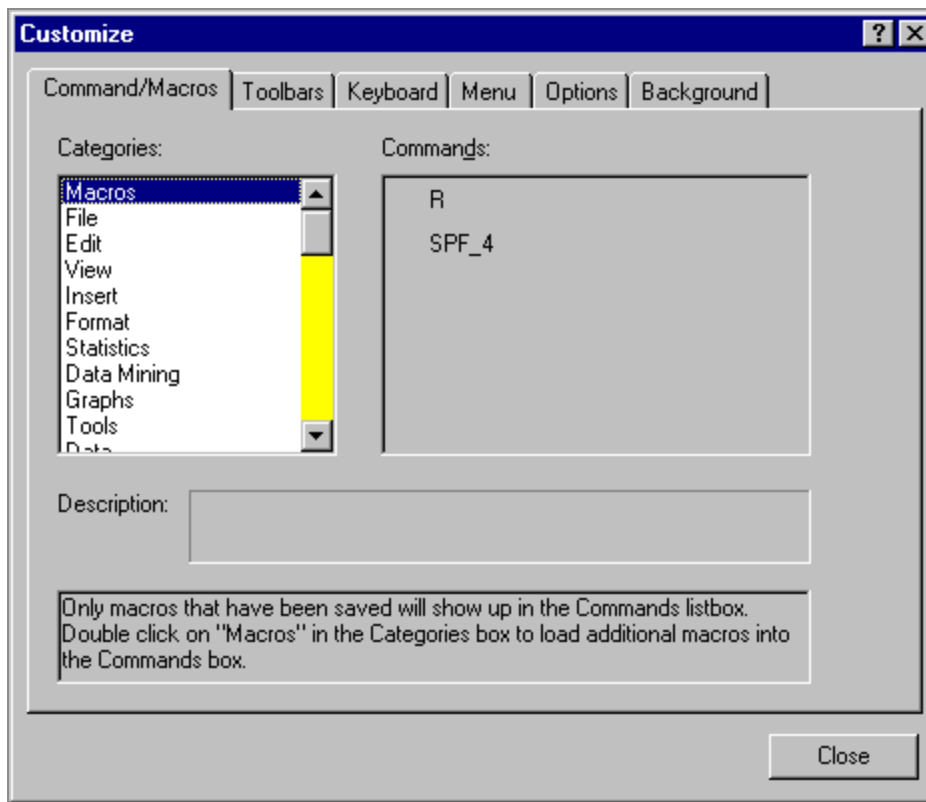 Customize
Command/Macros Toolbars Keyboard Menu Options Background
Categories:
Macros
File
Edit
View
Insert
Format
Statistics
Data Mining
Graphs
Tools
Data
Commands:
R
SPF_4
Description:
Only macros that have been saved will show up in the Commands listbox.
Double click on "Macros" in the Categories box to load additional macros into
the Commands box.
Close